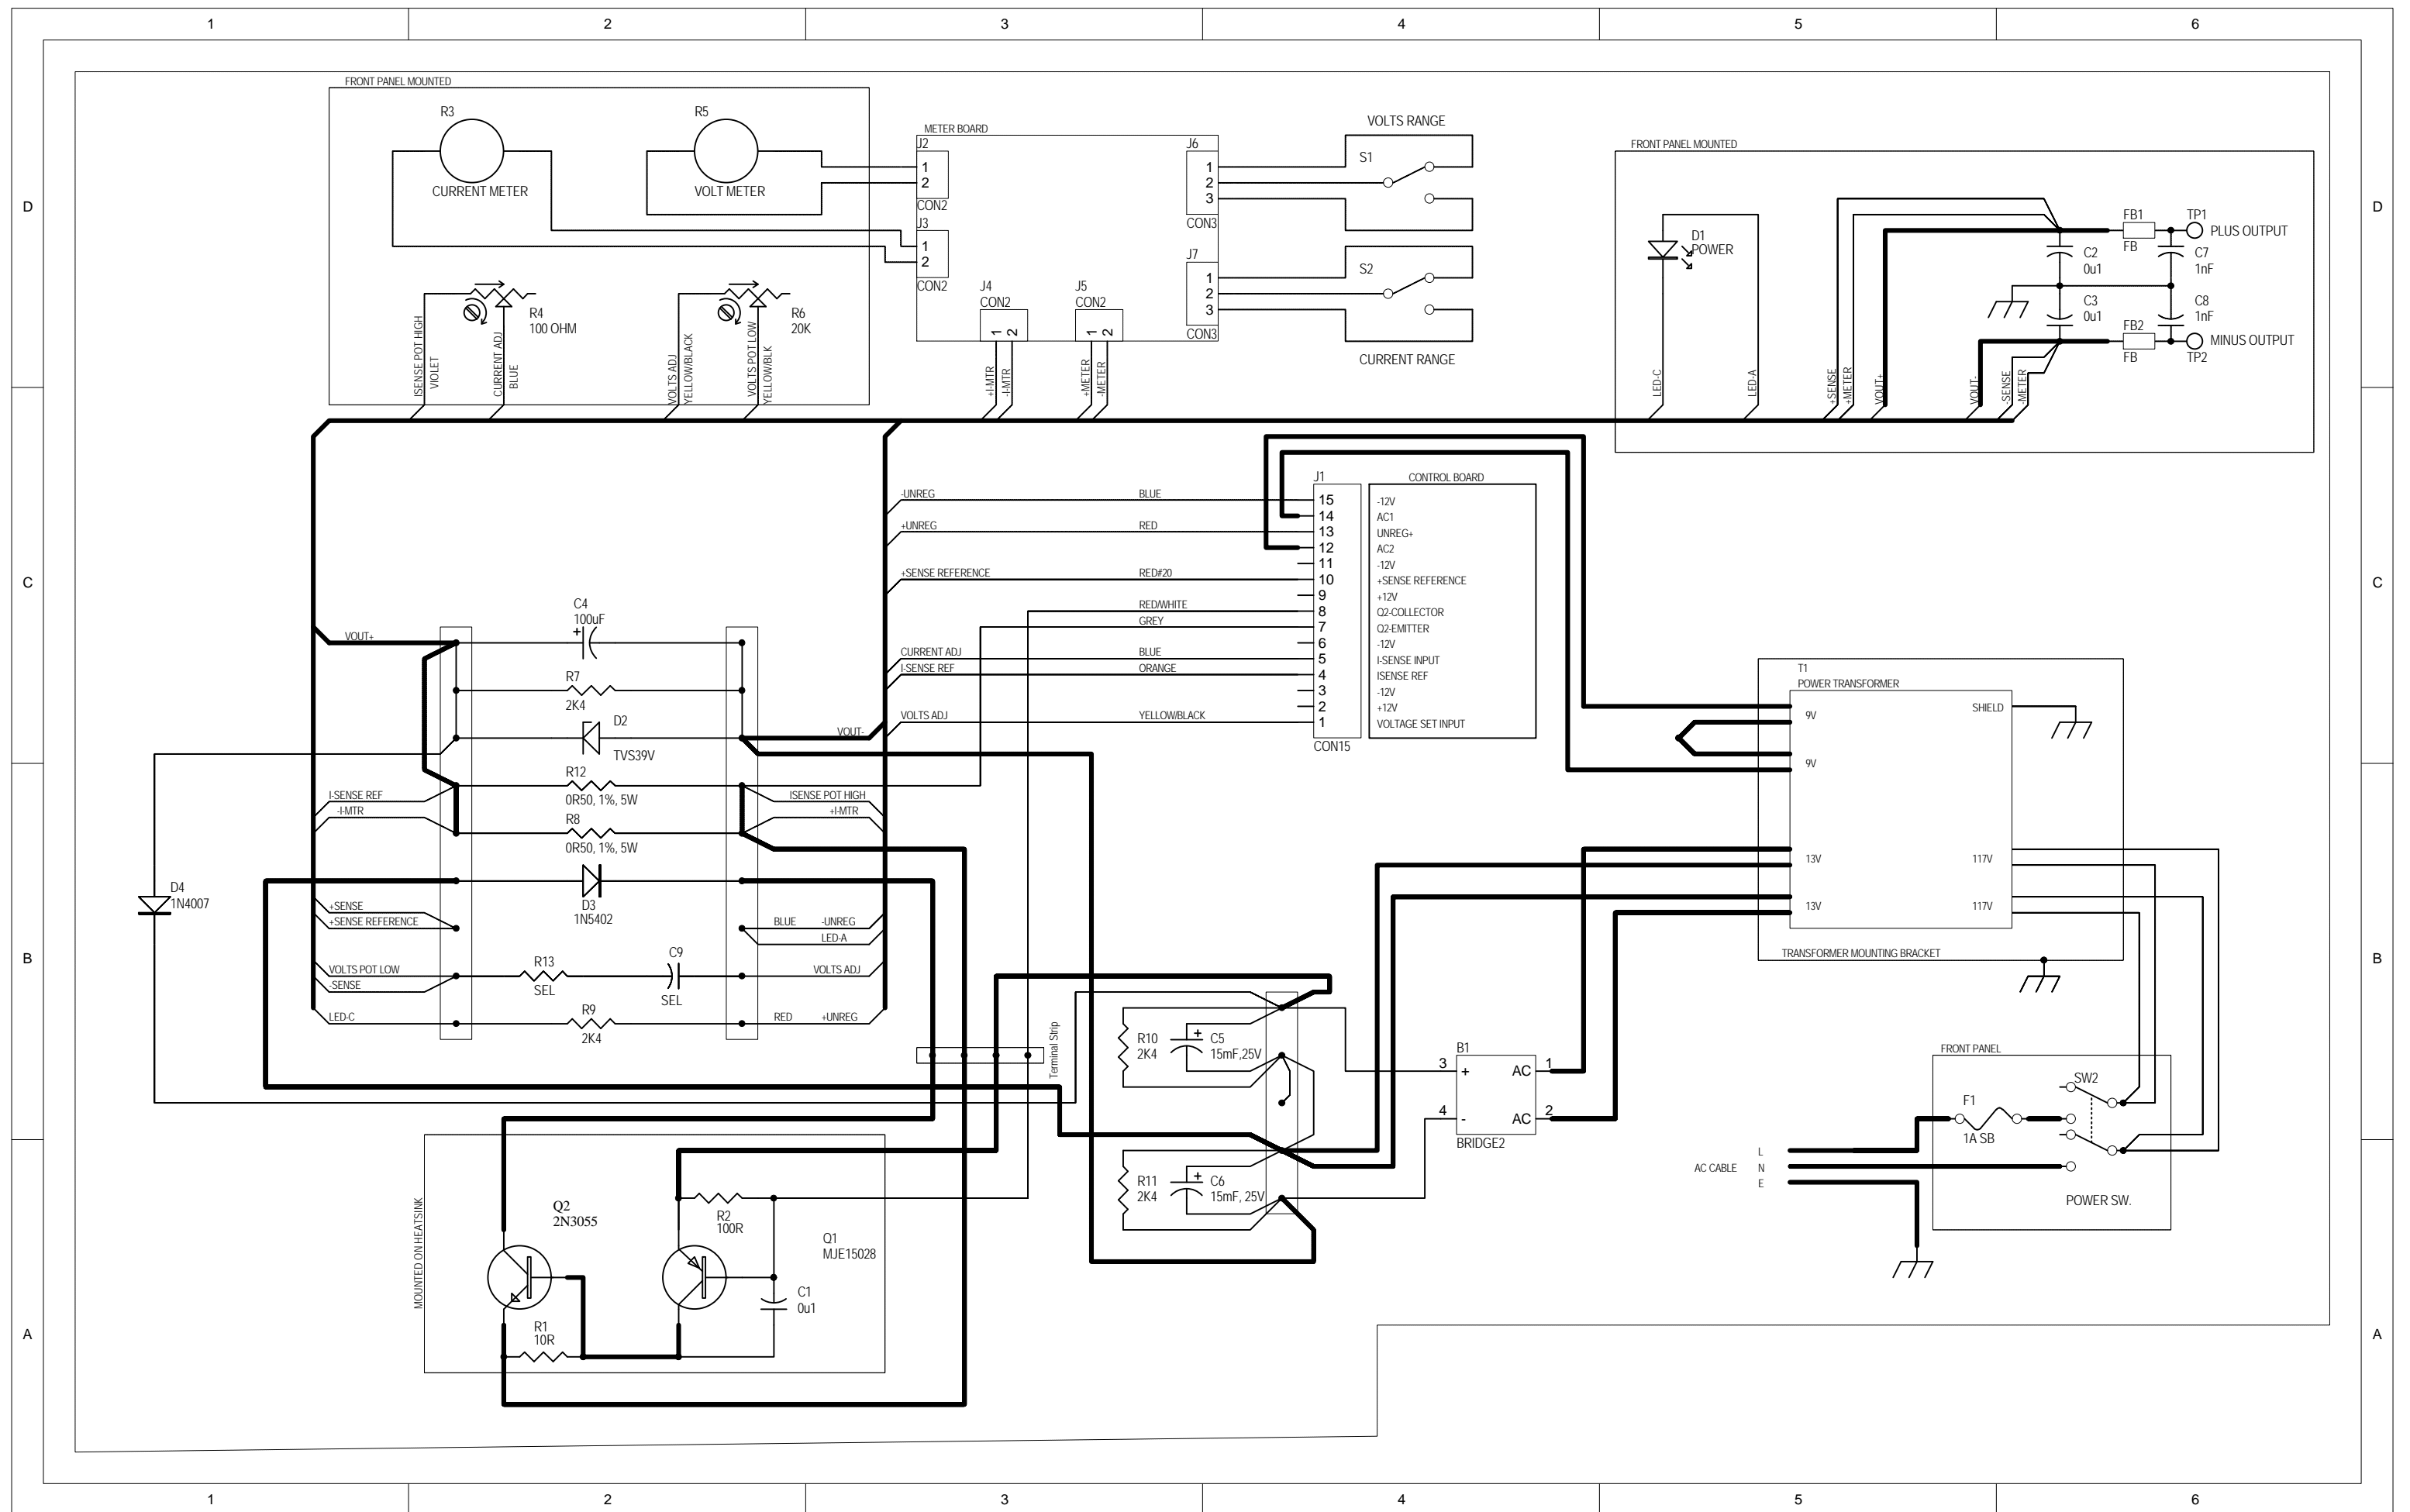 1 2 3 4 5 6
D
C
B
A
FRONT PANEL MOUNTED
R3
CURRENT METER
R5
VOLT METER
R4
100 OHM
R6
20K
ISENSE POT HIGH
VIOLET
CURRENT ADJ
BLUE
VOLTS ADJ
YELLOW/BLACK
VOLTS POT LOW
YELLOW/BLK
METER BOARD
J2
1
2
CON2
J3
1
2
CON2
J4
CON2
1
2
J5
CON2
1
2
J6
1
2
3
CON3
J7
1
2
3
CON3
+I-MTR
-I-MTR
+METER
-METER
VOLTS RANGE
S1
S2
CURRENT RANGE
FRONT PANEL MOUNTED
D1
POWER
LED-C
LED-A
+SENSE
+METER
VOUT+
VOUT-
-SENSE
-METER
FB1
FB
TP1
PLUS OUTPUT
C2
0u1
C7
1nF
C3
0u1
C8
1nF
FB2
FB
MINUS OUTPUT
TP2
-UNREG BLUE
+UNREG RED
+SENSE REFERENCE RED#20
RED/WHITE
GREY
CURRENT ADJ BLUE
I-SENSE REF ORANGE
VOLTS ADJ YELLOW/BLACK
J1
CONTROL BOARD
15 -12V
14 AC1
13 UNREG+
12 AC2
11 -12V
10 +SENSE REFERENCE
9 +12V
8 Q2-COLLECTOR
7 Q2-EMITTER
6 -12V
5 I-SENSE INPUT
4 ISENSE REF
3 -12V
2 +12V
1 VOLTAGE SET INPUT
CON15
C4
100uF
+
VOUT+
R7
2K4
D2
TVS39V
VOUT-
R12
0R50, 1%, 5W
I-SENSE REF
ISENSE POT HIGH
-I-MTR
+I-MTR
R8
0R50, 1%, 5W
D4
1N4007
D3
1N5402
+SENSE
+SENSE REFERENCE
BLUE -UNREG
LED-A
VOLTS POT LOW
R13
SEL
C9
SEL
VOLTS ADJ
-SENSE
LED-C
R9
2K4
RED +UNREG
Terminal Strip
T1
POWER TRANSFORMER
9V
SHIELD
9V
13V 117V
13V 117V
TRANSFORMER MOUNTING BRACKET
R10
2K4
+
C5
15mF,25V
R11
2K4
+
C6
15mF, 25V
B1
3 + AC 1
4 - AC 2
BRIDGE2
FRONT PANEL
SW2
F1
1A SB
AC CABLE
L
N
E
POWER SW.
MOUNTED ON HEATSINK
Q2
2N3055
R2
100R
Q1
MJE15028
C1
0u1
R1
10R
D
C
B
A
1 2 3 4 5 6